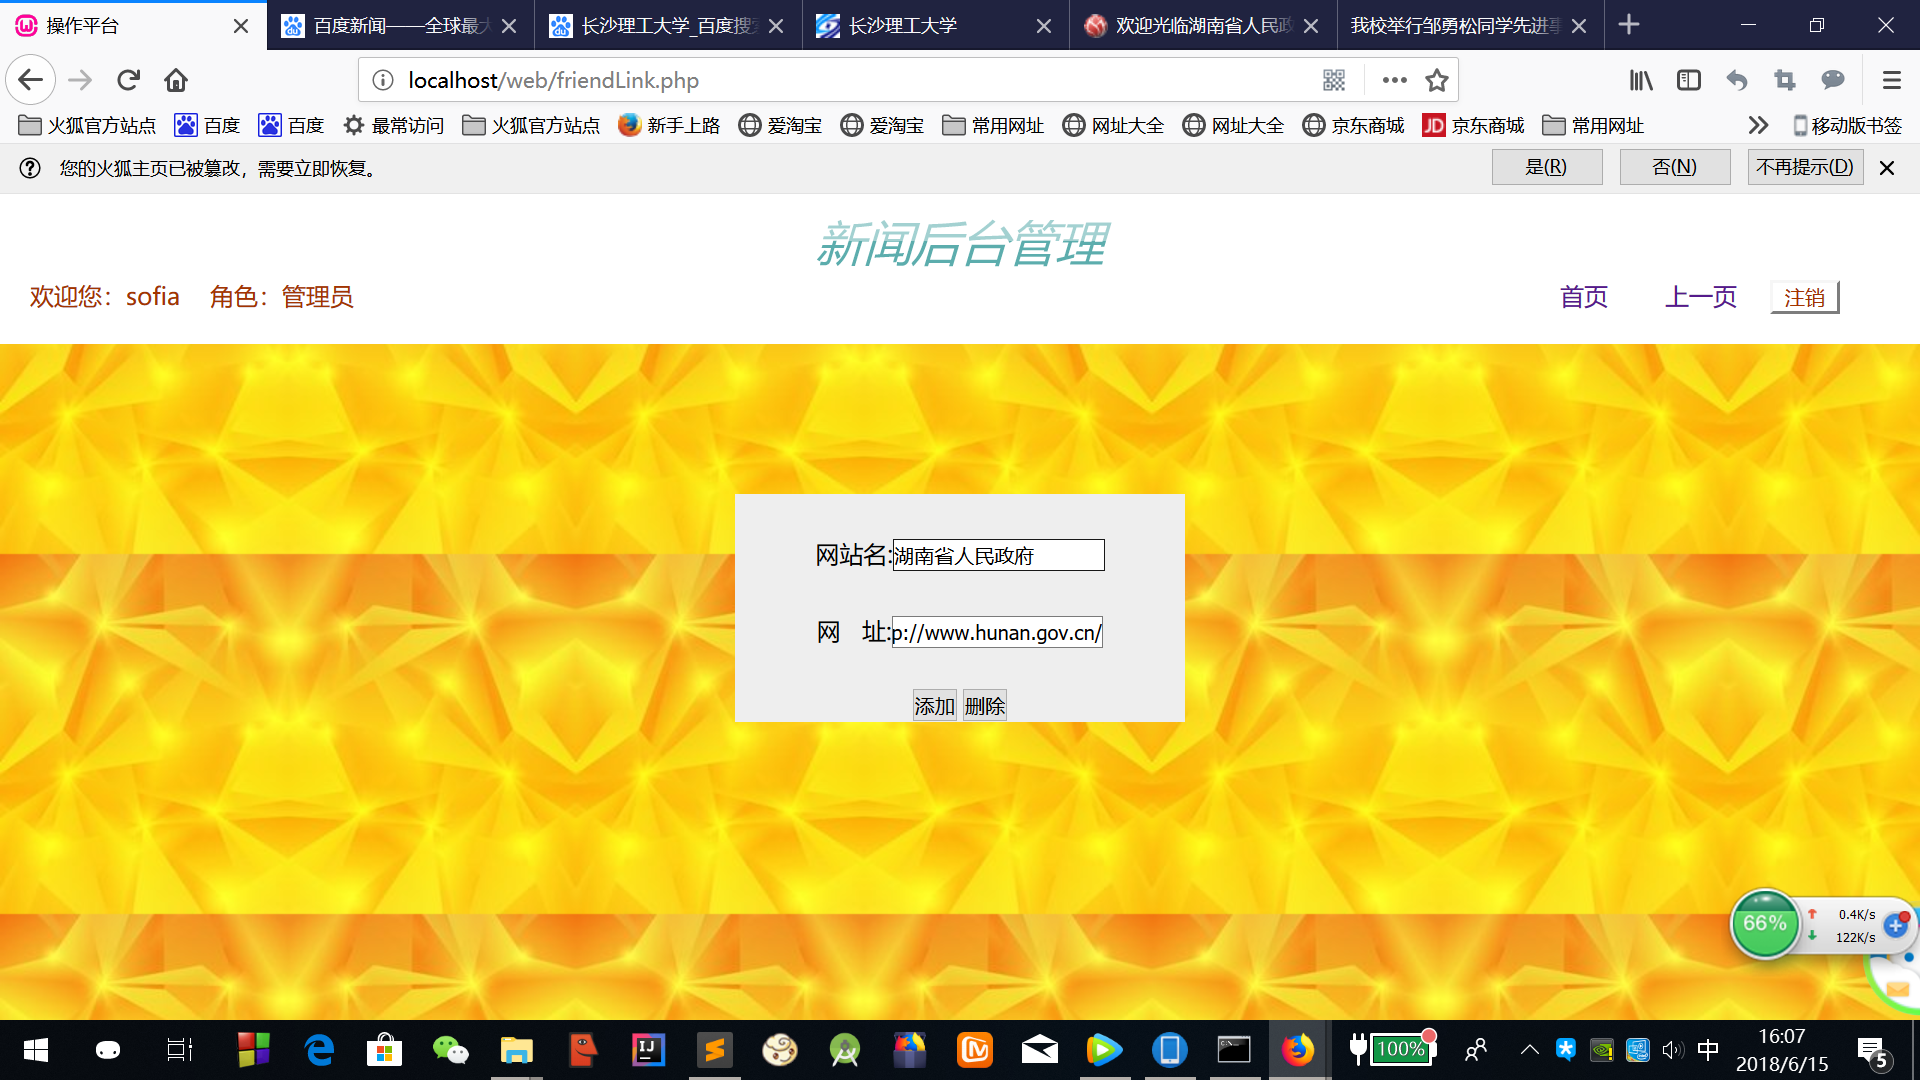 操作平台
百度新闻——全球最大
长沙理工大学_百度搜索
长沙理工大学
欢迎光临湖南省人民政
我校举行邹勇松同学先进事
localhost/web/friendLink.php
火狐官方站点
百度
百度
最常访问
火狐官方站点
新手上路
爱淘宝
爱淘宝
常用网址
网址大全
网址大全
京东商城
JD 京东商城
常用网址
移动版书签
您的火狐主页已被篡改，需要立即恢复。
是(R)
否(N)
不再提示(D)
新闻后台管理
欢迎您：sofia 角色：管理员
首页
上一页
注销
网站名:湖南省人民政府
网 址:p://www.hunan.gov.cn/
添加 删除
66%
0.4K/s
122K/s
100%
中
16:07
2018/6/15
5